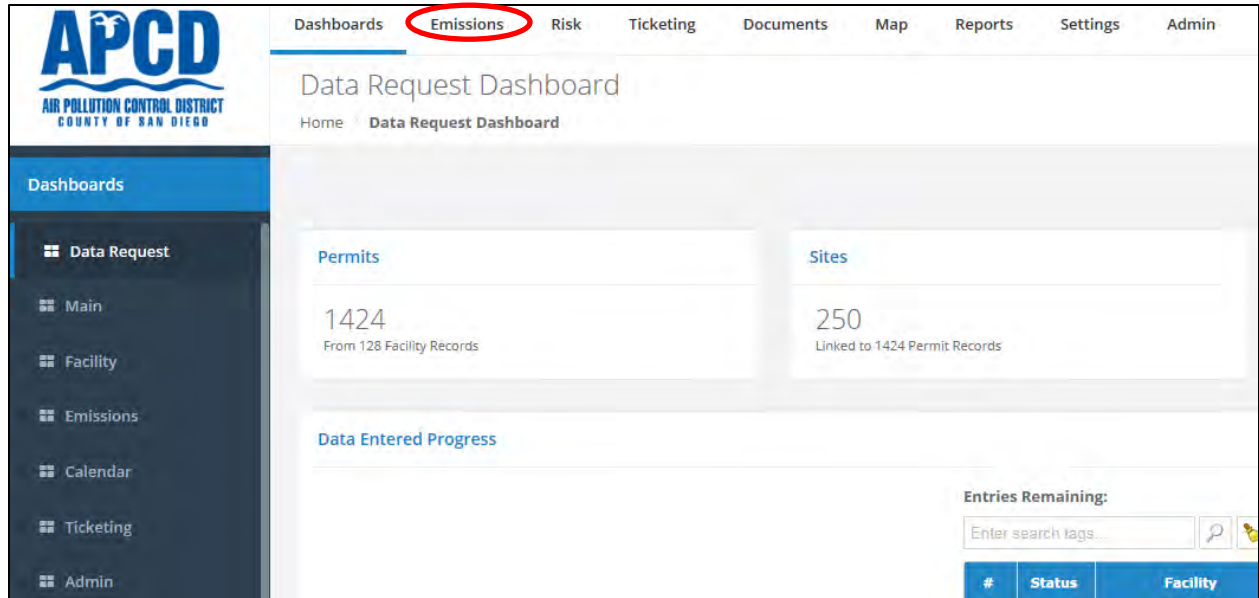 APCD
AIR POLLUTION CONTROL DISTRICT
COUNTY OF SAN DIEGO
Dashboards Emissions Risk Ticketing Documents Map Reports Settings Admin
Data Request Dashboard
Home Data Request Dashboard
Dashboards
Data Request
Main
Facility
Emissions
Calendar
Ticketing
Admin
Permits
1424
From 128 Facility Records
Sites
250
Linked to 1424 Permit Records
Data Entered Progress
Entries Remaining:
Enter search tags...
# Status Facility